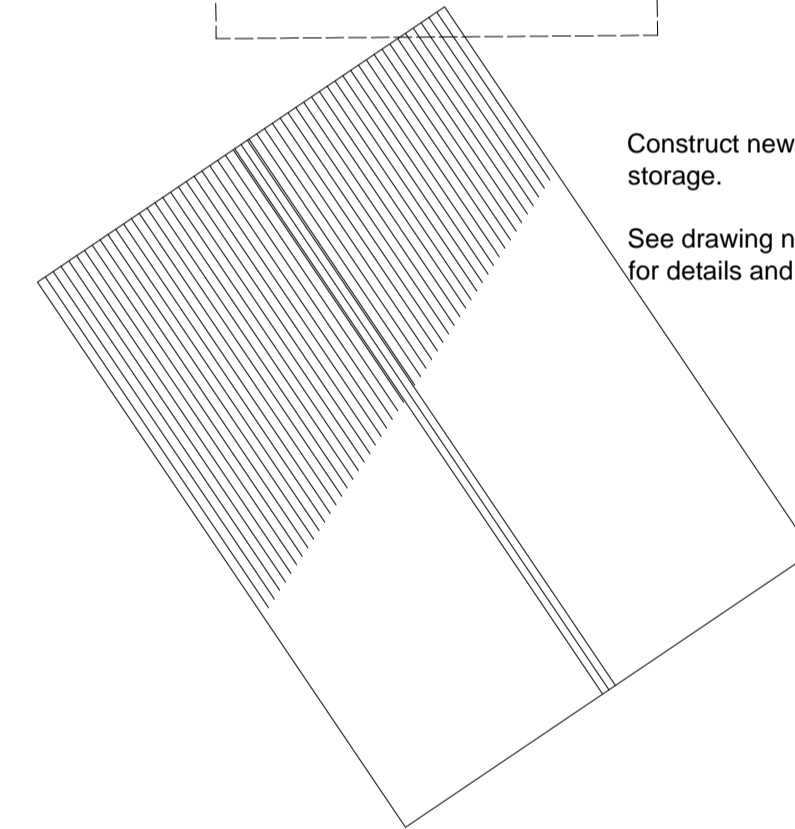 Construct new
storage.
See drawing n
for details and